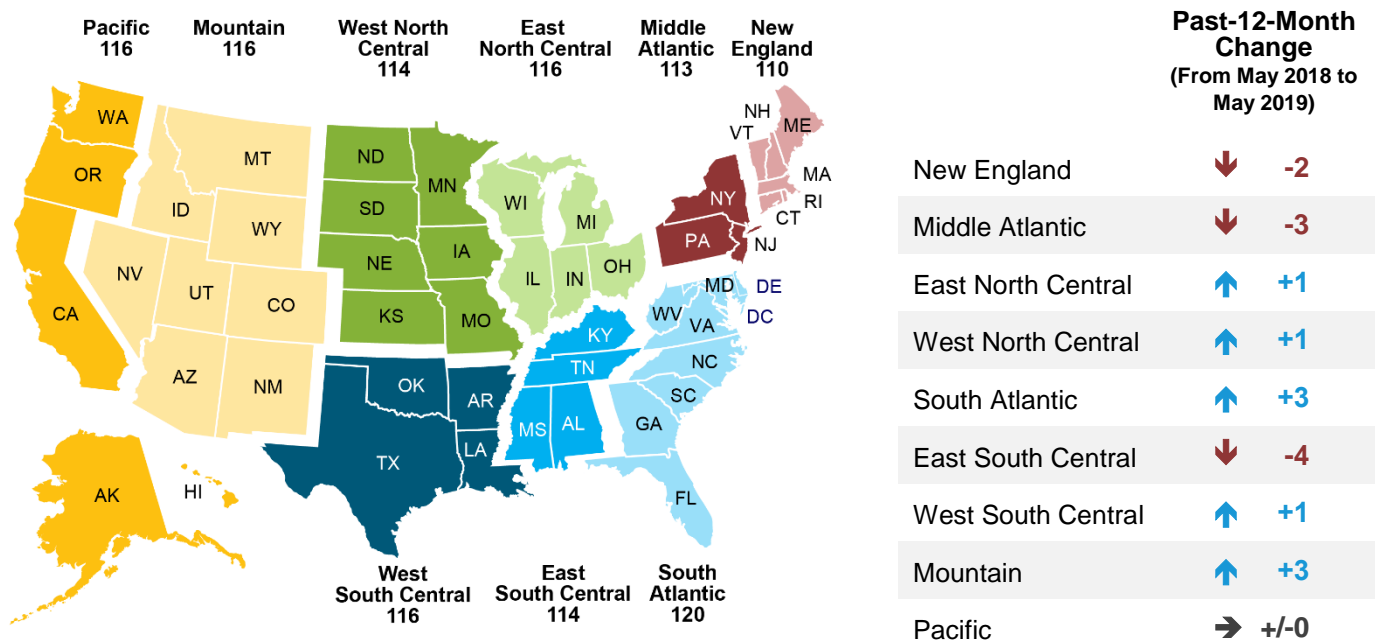 Pacific
116
Mountain
116
West North
Central
114
East
North Central
116
Middle
Atlantic
113
New
England
110
WA
OR
CA
AK
HI
MT
ID
WY
NV
UT
CO
AZ
NM
ND
MN
SD
IA
NE
KS
MO
WI
MI
IL
IN
OH
NH
VT
ME
MA
RI
CT
NY
PA
NJ
MD
DE
DC
WV
VA
KY
TN
NC
SC
MS
AL
GA
FL
OK
AR
TX
LA
West
South Central
116
East
South Central
114
South
Atlantic
120
Past-12-Month
Change
(From May 2018 to
May 2019)
New England -2
Middle Atlantic -3
East North Central +1
West North Central +1
South Atlantic +3
East South Central -4
West South Central +1
Mountain +3
Pacific +/-0